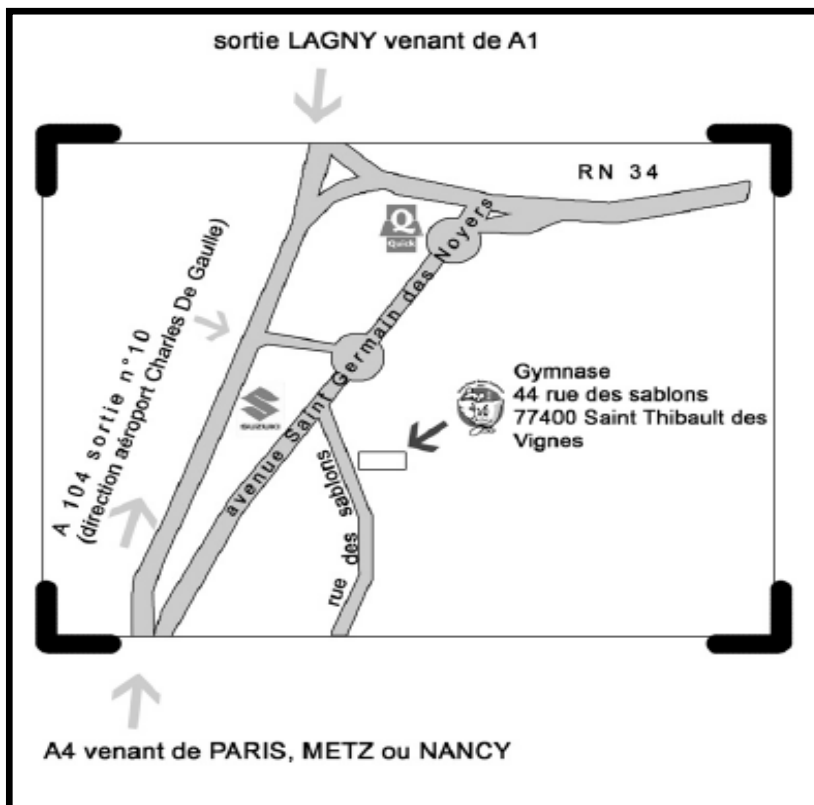 sortie LAGNY venant de A1
RN 34
Q
Quick
avenue Saint Germain des Noyers
A 104 sortie n°10
(direction aéroport Charles De Gaulle)
SUZUKI
Gymnase
44 rue des sablons
77400 Saint Thibault des
Vignes
rue des sablons
A4 venant de PARIS, METZ ou NANCY